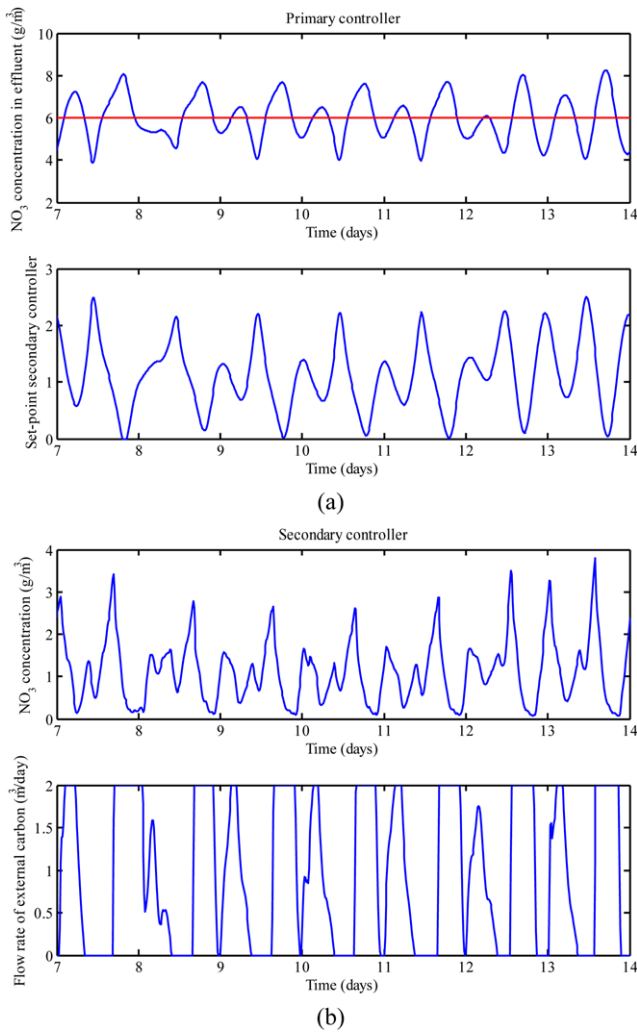 Primary controller
NO3 concentration in effluent (g/m3)
10
8
6
4
2
7 8 9 10 11 12 13 14
Time (days)
Set-point secondary controller
3
2
1
0
7 8 9 10 11 12 13 14
Time (days)
(a)
Secondary controller
NO3 concentration (g/m3)
4
3
2
1
0
7 8 9 10 11 12 13 14
Time (days)
Flow rate of external carbon (m3/day)
2
1.5
1
0.5
0
7 8 9 10 11 12 13 14
Time (days)
(b)